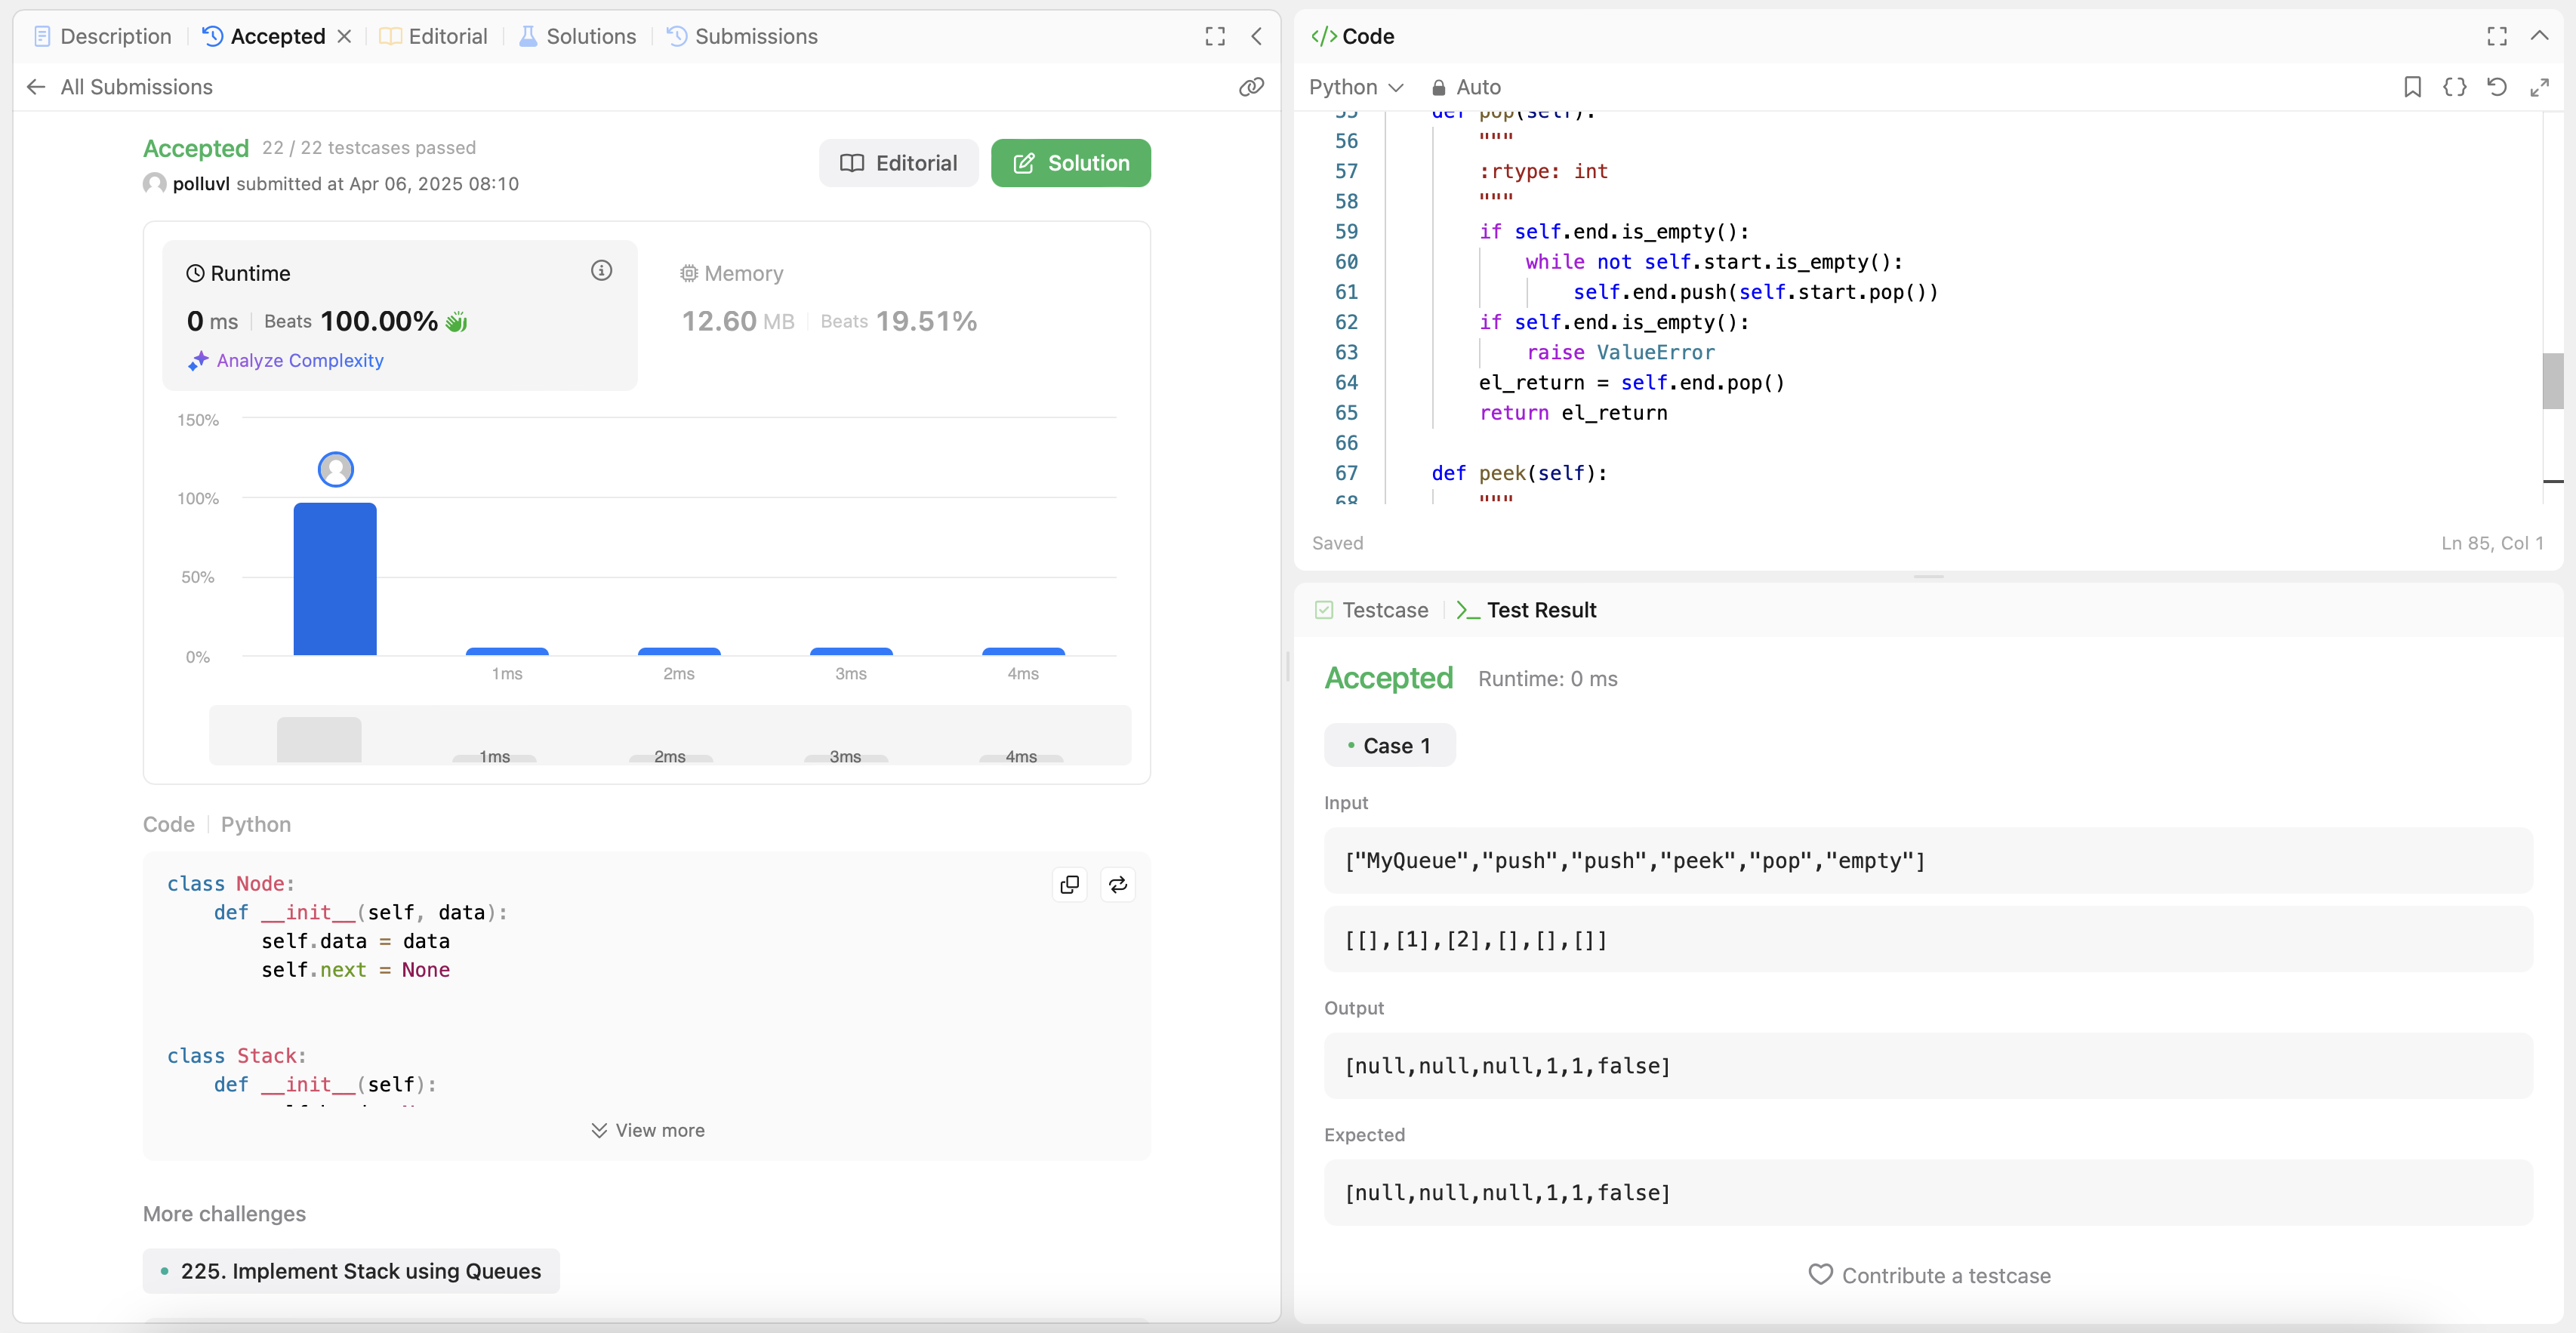 Description
Accepted
Editorial
Solutions
Submissions
All Submissions
Accepted 22 / 22 testcases passed
polluvl submitted at Apr 06, 2025 08:10
Editorial
Solution
Runtime
0 ms Beats 100.00%
Analyze Complexity
Memory
12.60 MB Beats 19.51%
150%
100%
50%
0%
1ms 2ms 3ms 4ms
1ms 2ms 3ms 4ms
Code Python
class Node:
    def __init__(self, data):
        self.data = data
        self.next = None
class Stack:
    def __init__(self):
View more
More challenges
225. Implement Stack using Queues
</> Code
Python Auto
55 def pop(self):
56 """
57 :rtype: int
58 """
59 if self.end.is_empty():
60 while not self.start.is_empty():
61 self.end.push(self.start.pop())
62 if self.end.is_empty():
63 raise ValueError
64 el_return = self.end.pop()
65 return el_return
66
67 def peek(self):
68 """
Saved
Ln 85, Col 1
Testcase
Test Result
Accepted Runtime: 0 ms
Case 1
Input
["MyQueue","push","push","peek","pop","empty"]
[[],[1],[2],[],[],[]]
Output
[null,null,null,1,1,false]
Expected
[null,null,null,1,1,false]
Contribute a testcase